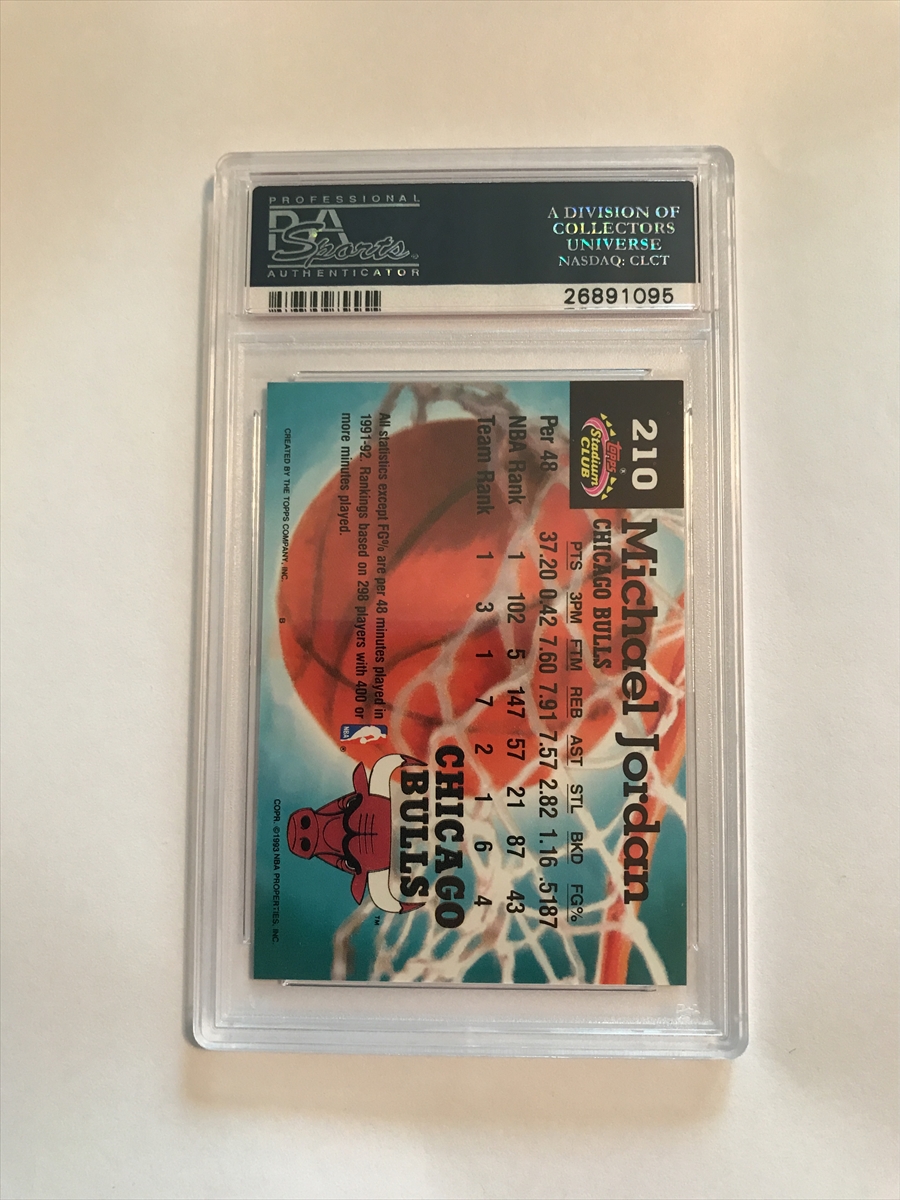 PROFESSIONAL
PSA
Sports
AUTHENTICATOR
A DIVISION OF
COLLECTORS
UNIVERSE
NASDAQ: CLCT
26891095
210
Topps®
Stadium
CLUB
Michael Jordan
CHICAGO BULLS
PTS 3PM FTM REB AST STL BKD FG%
Per 48 37.20 0.42 7.60 7.91 7.57 2.82 1.16 .5187
NBA Rank 1 102 5 147 57 21 87 43
Team Rank 1 3 1 7 2 1 6 4
All statistics except FG% are per 48 minutes played in
1991-92. Rankings based on 298 players with 400 or
more minutes played.
NBA ®
CHICAGO
BULLS
™
CREATED BY THE TOPPS COMPANY, INC.
B
COPR. ©1993 NBA PROPERTIES, INC.